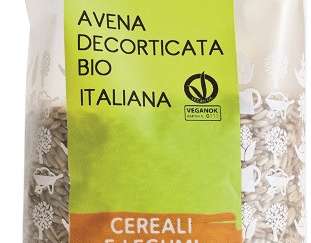 AVENA
DECORTICATA
BIO
ITALIANA
VEGANOK
CEREALI
E LEGUMI